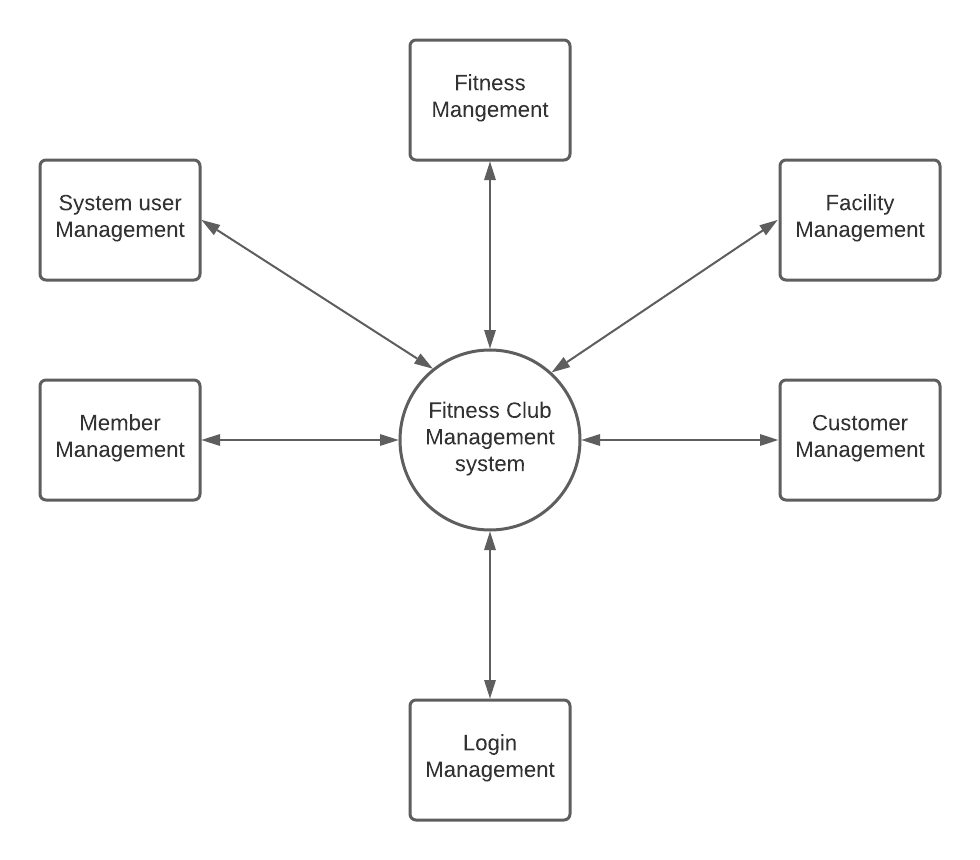 Fitness
Mangement
System user
Management
Facility
Management
Member
Management
Fitness Club
Management
system
Customer
Management
Login
Management